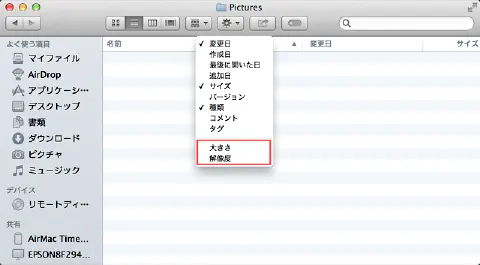 Pictures
よく使う項目
マイファイル
AirDrop
アプリケーシ…
デスクトップ
書類
ダウンロード
ピクチャ
ミュージック
デバイス
リモートディ…
共有
AirMac Time…
EPSON8F294…
名前
変更日
サイズ
✓ 変更日
作成日
最後に開いた日
追加日
✓ サイズ
バージョン
✓ 種類
コメント
タグ
大きさ
解像度